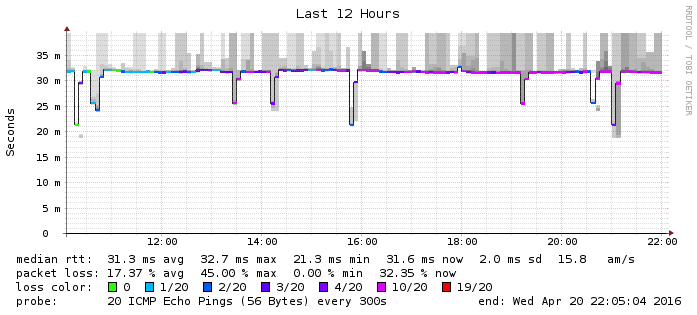 Last 12 Hours
RRDTOOL / TOBI OETIKER
Seconds
35 m
30 m
25 m
20 m
15 m
10 m
5 m
0
12:00 14:00 16:00 18:00 20:00 22:00
median rtt: 31.3 ms avg 32.7 ms max 21.3 ms min 31.6 ms now 2.0 ms sd 15.8 am/s
packet loss: 17.37 % avg 45.00 % max 0.00 % min 32.35 % now
loss color: 0 1/20 2/20 3/20 4/20 10/20 19/20
probe: 20 ICMP Echo Pings (56 Bytes) every 300s end: Wed Apr 20 22:05:04 2016